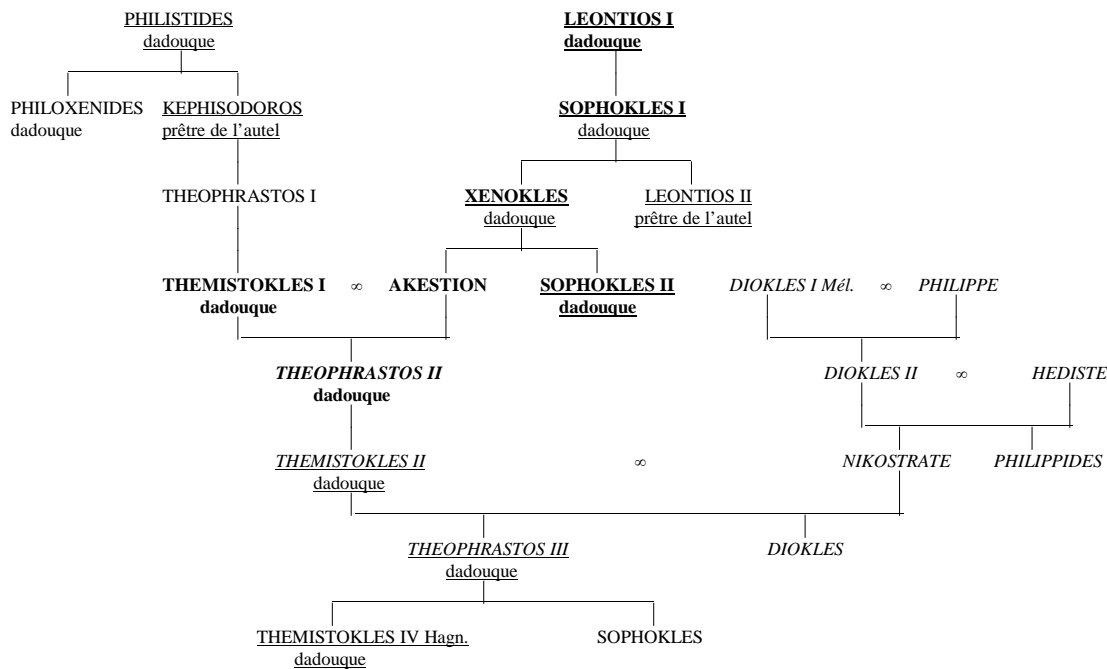 PHILISTIDES LEONTIOS I
dadouque dadouque
PHILOXENIDES KEPHISODOROS SOPHOKLES I
dadouque prêtre de l'autel dadouque
THEOPHRASTOS I XENOKLES LEONTIOS II
dadouque prêtre de l'autel
THEMISTOKLES I ∞ AKESTION SOPHOKLES II DIOKLES I Mél. ∞ PHILIPPE
dadouque dadouque
THEOPHRASTOS II DIOKLES II ∞ HEDISTE
dadouque
THEMISTOKLES II ∞ NIKOSTRATE PHILIPPIDES
dadouque
THEOPHRASTOS III DIOKLES
dadouque
THEMISTOKLES IV Hagn. SOPHOKLES
dadouque